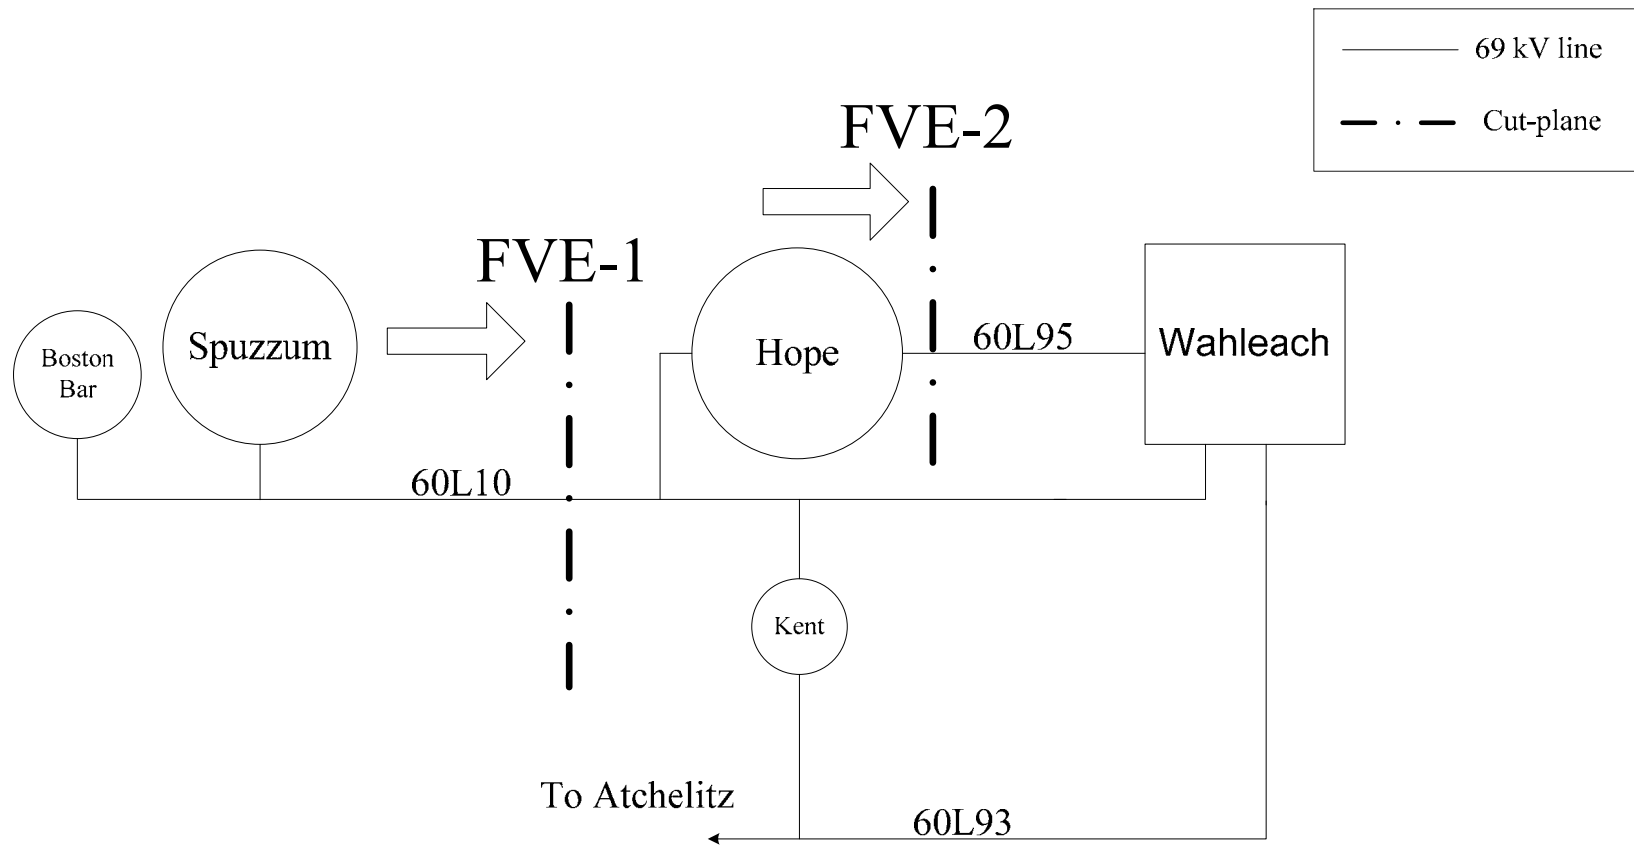 69 kV line
Cut-plane
FVE-2
FVE-1
Boston
Bar
Spuzzum
Hope
60L95
Wahleach
60L10
Kent
To Atchelitz
60L93